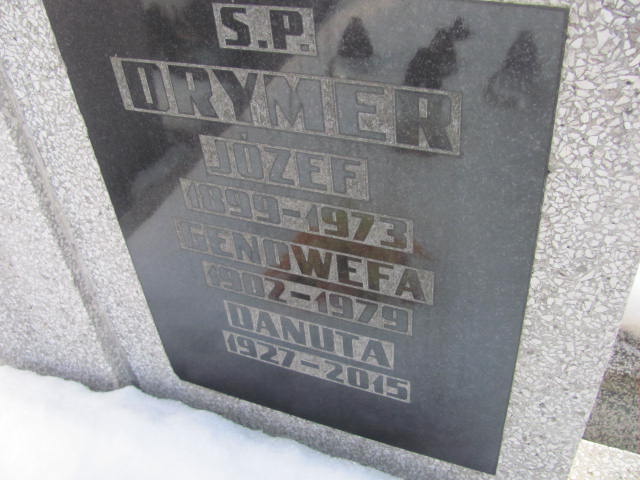 Ś.P.
DRYMER
JÓZEF
1899-1973
GENOWEFA
1902-1979
DANUTA
1927-2015